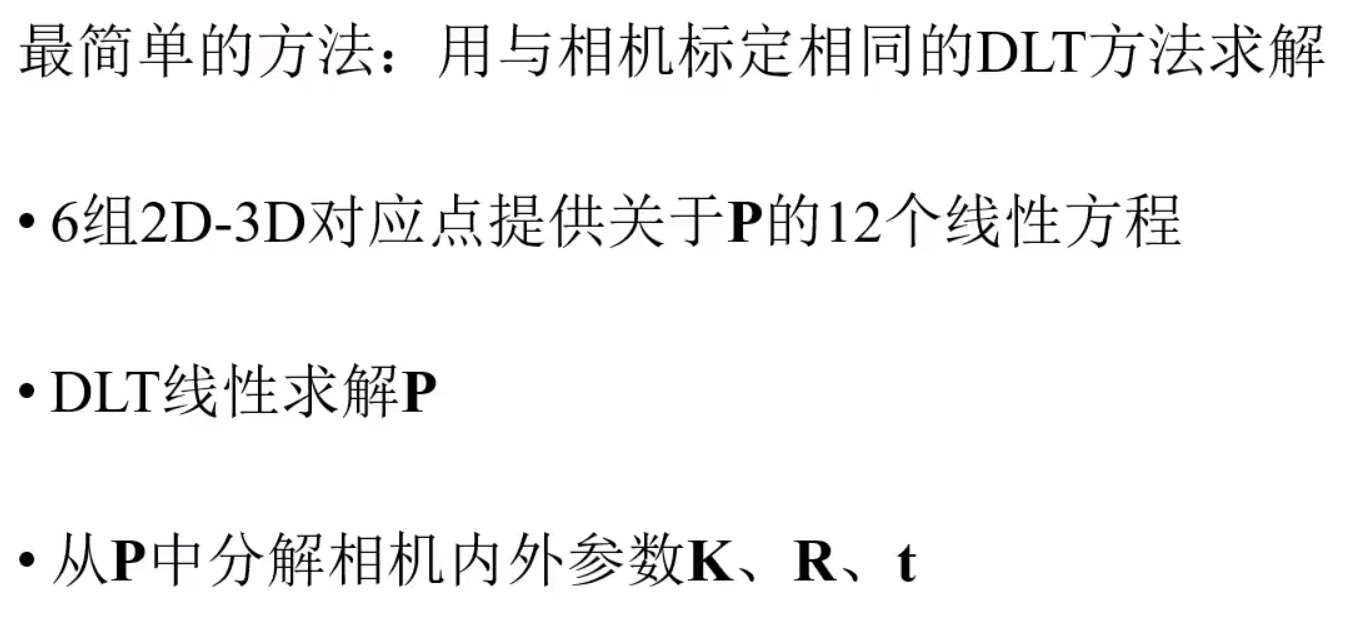 最简单的方法：用与相机标定相同的DLT方法求解
• 6组2D-3D对应点提供关于P的12个线性方程
• DLT线性求解P
• 从P中分解相机内外参数K、R、t